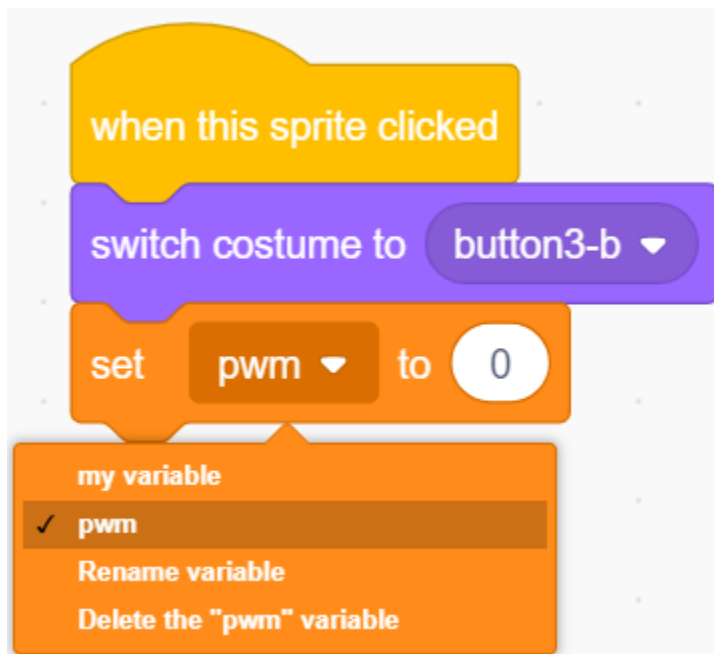 when this sprite clicked
switch costume to button3-b
set pwm to 0
my variable
✓ pwm
Rename variable
Delete the "pwm" variable